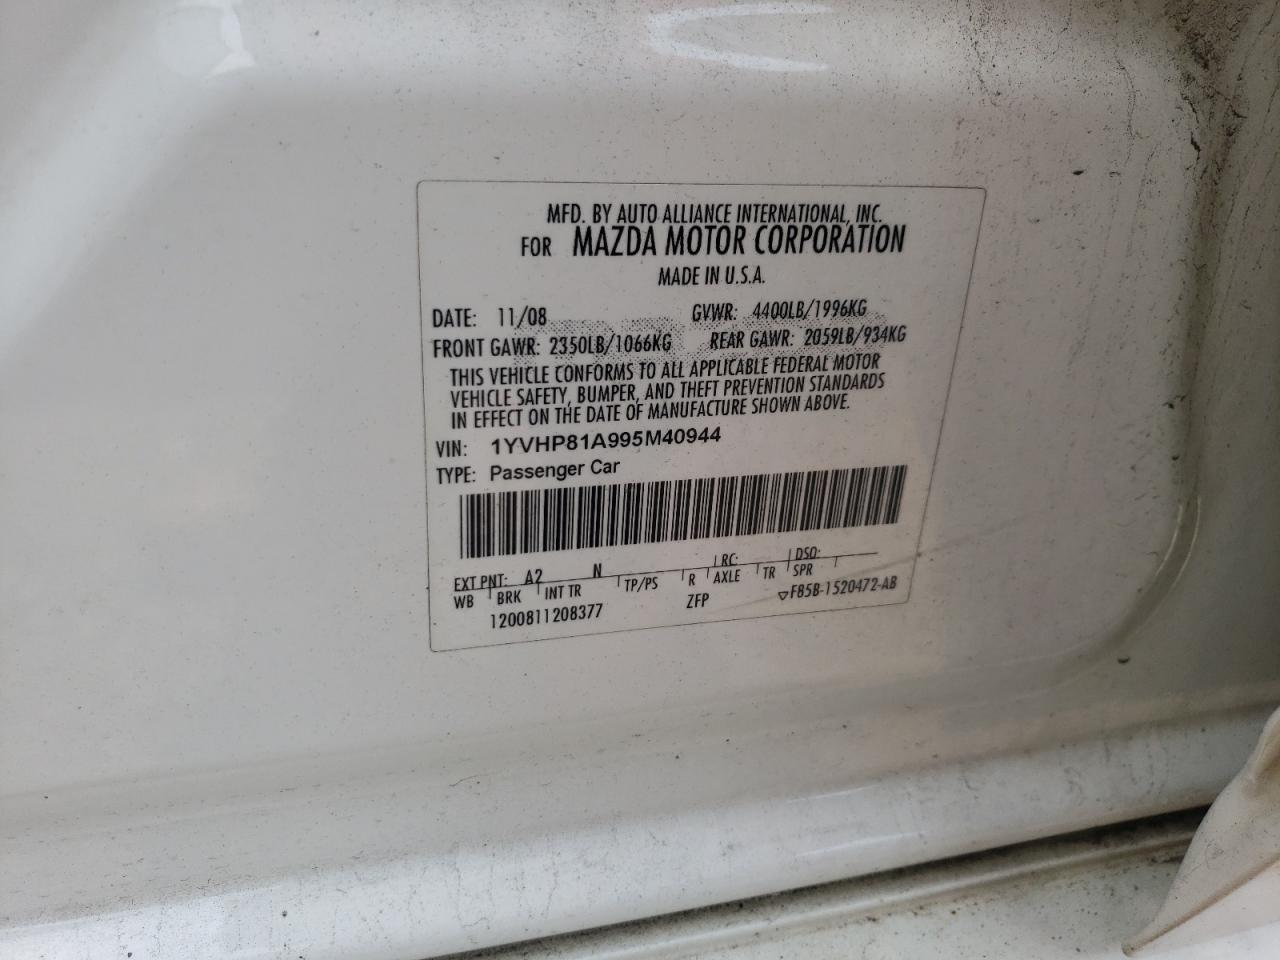 MFD. BY AUTO ALLIANCE INTERNATIONAL, INC.
FOR MAZDA MOTOR CORPORATION
MADE IN U.S.A.
DATE: 11/08 GVWR: 4400LB/1996KG
FRONT GAWR: 2350LB/1066KG REAR GAWR: 2059LB/934KG
THIS VEHICLE CONFORMS TO ALL APPLICABLE FEDERAL MOTOR
VEHICLE SAFETY, BUMPER, AND THEFT PREVENTION STANDARDS
IN EFFECT ON THE DATE OF MANUFACTURE SHOWN ABOVE.
VIN: 1YVHP81A995M40944
TYPE: Passenger Car
EXT PNT: A2 N RC: DSO:
WB BRK INT TR TP/PS R AXLE TR SPR
1200811208377 ZFP ▽F85B-1520472-AB